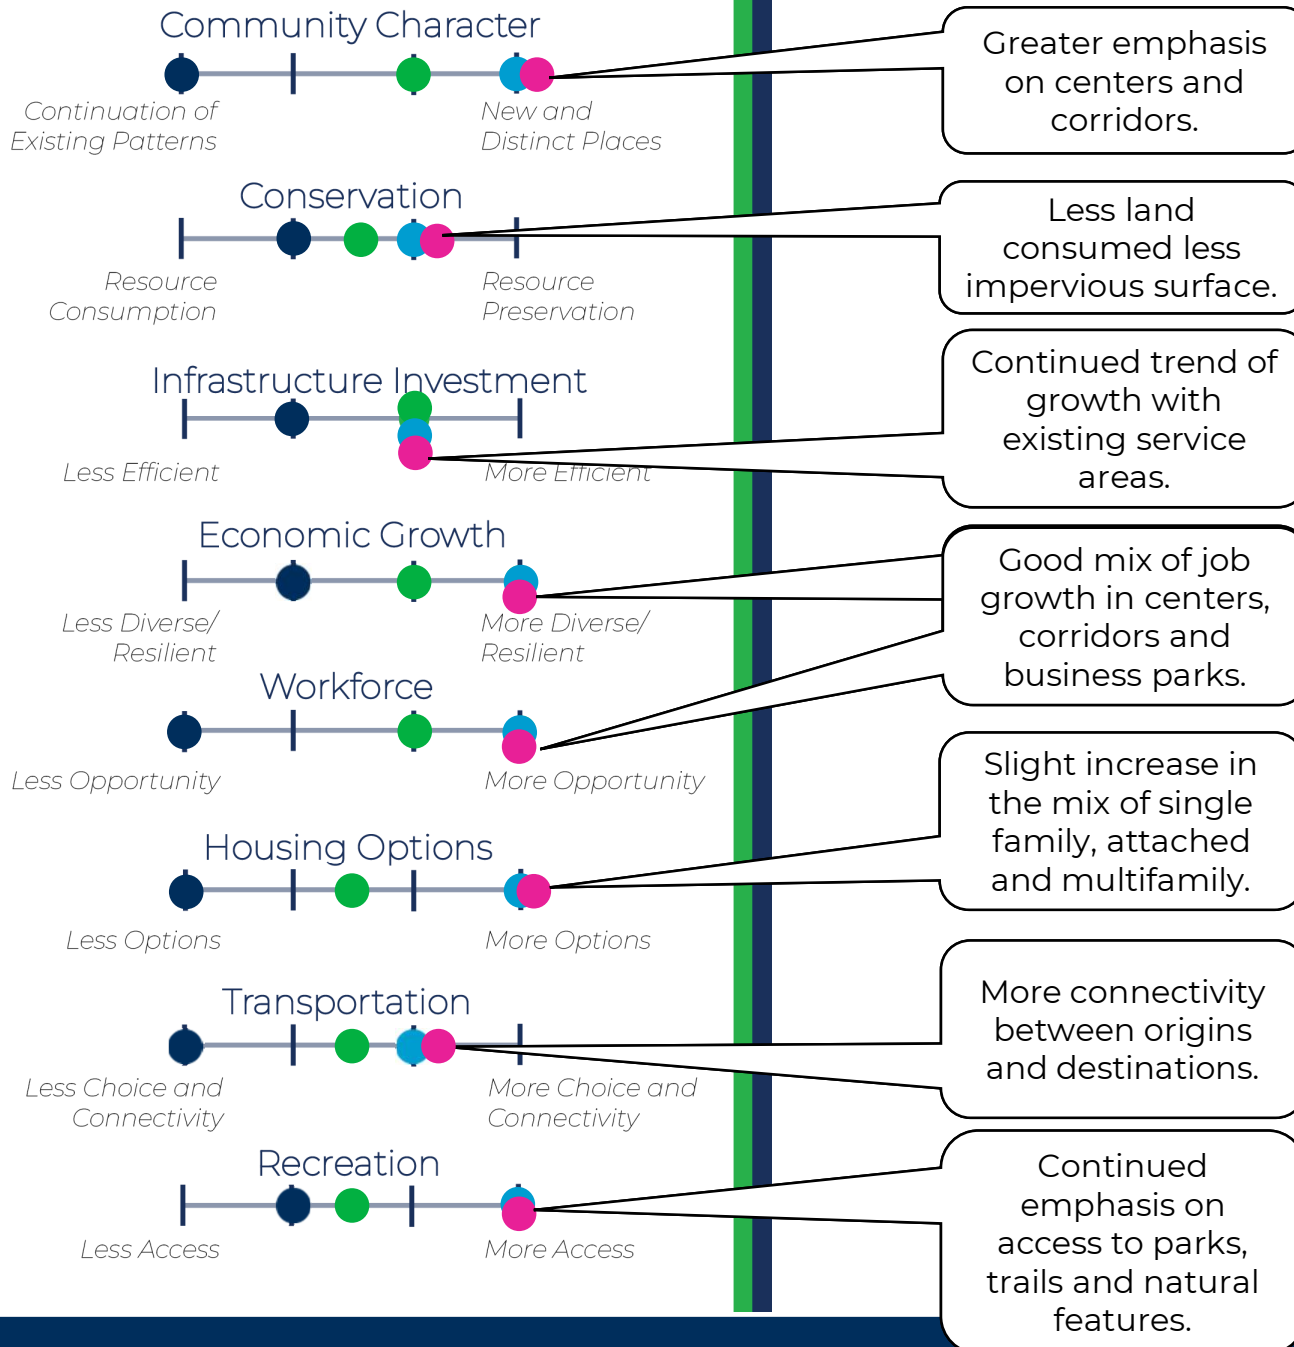 Community Character
Continuation of
Existing Patterns
New and
Distinct Places
Greater emphasis
on centers and
corridors.
Conservation
Resource
Consumption
Resource
Preservation
Less land
consumed less
impervious surface.
Infrastructure Investment
Less Efficient
More Efficient
Continued trend of
growth with
existing service
areas.
Economic Growth
Less Diverse/
Resilient
More Diverse/
Resilient
Good mix of job
growth in centers,
corridors and
business parks.
Workforce
Less Opportunity
More Opportunity
Housing Options
Less Options
More Options
Slight increase in
the mix of single
family, attached
and multifamily.
Transportation
Less Choice and
Connectivity
More Choice and
Connectivity
More connectivity
between origins
and destinations.
Recreation
Less Access
More Access
Continued
emphasis on
access to parks,
trails and natural
features.